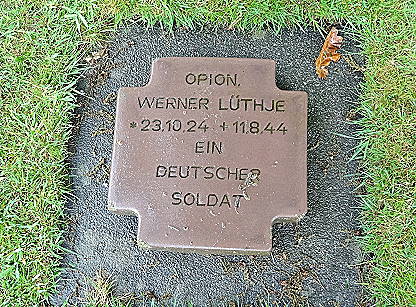 OPION.
WERNER LÜTHJE
*23.10.24 +11.8.44
EIN
DEUTSCHER
SOLDAT